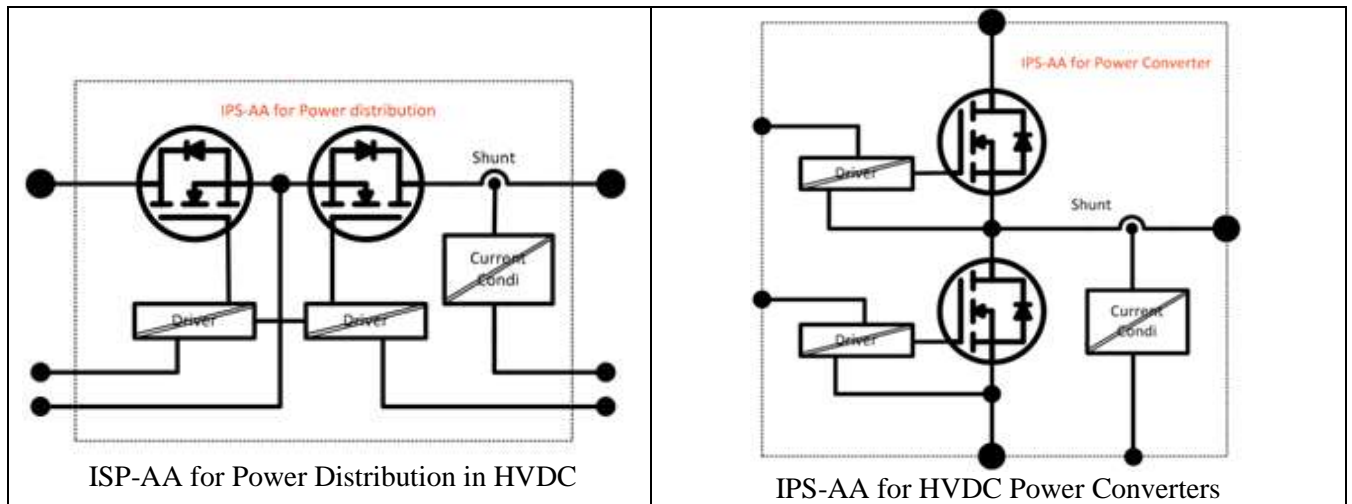 IPS-AA for Power distribution
Shunt
Current
Condi
Driver
Driver
ISP-AA for Power Distribution in HVDC
IPS-AA for Power Converter
Driver
Shunt
Driver
Current
Condi
IPS-AA for HVDC Power Converters